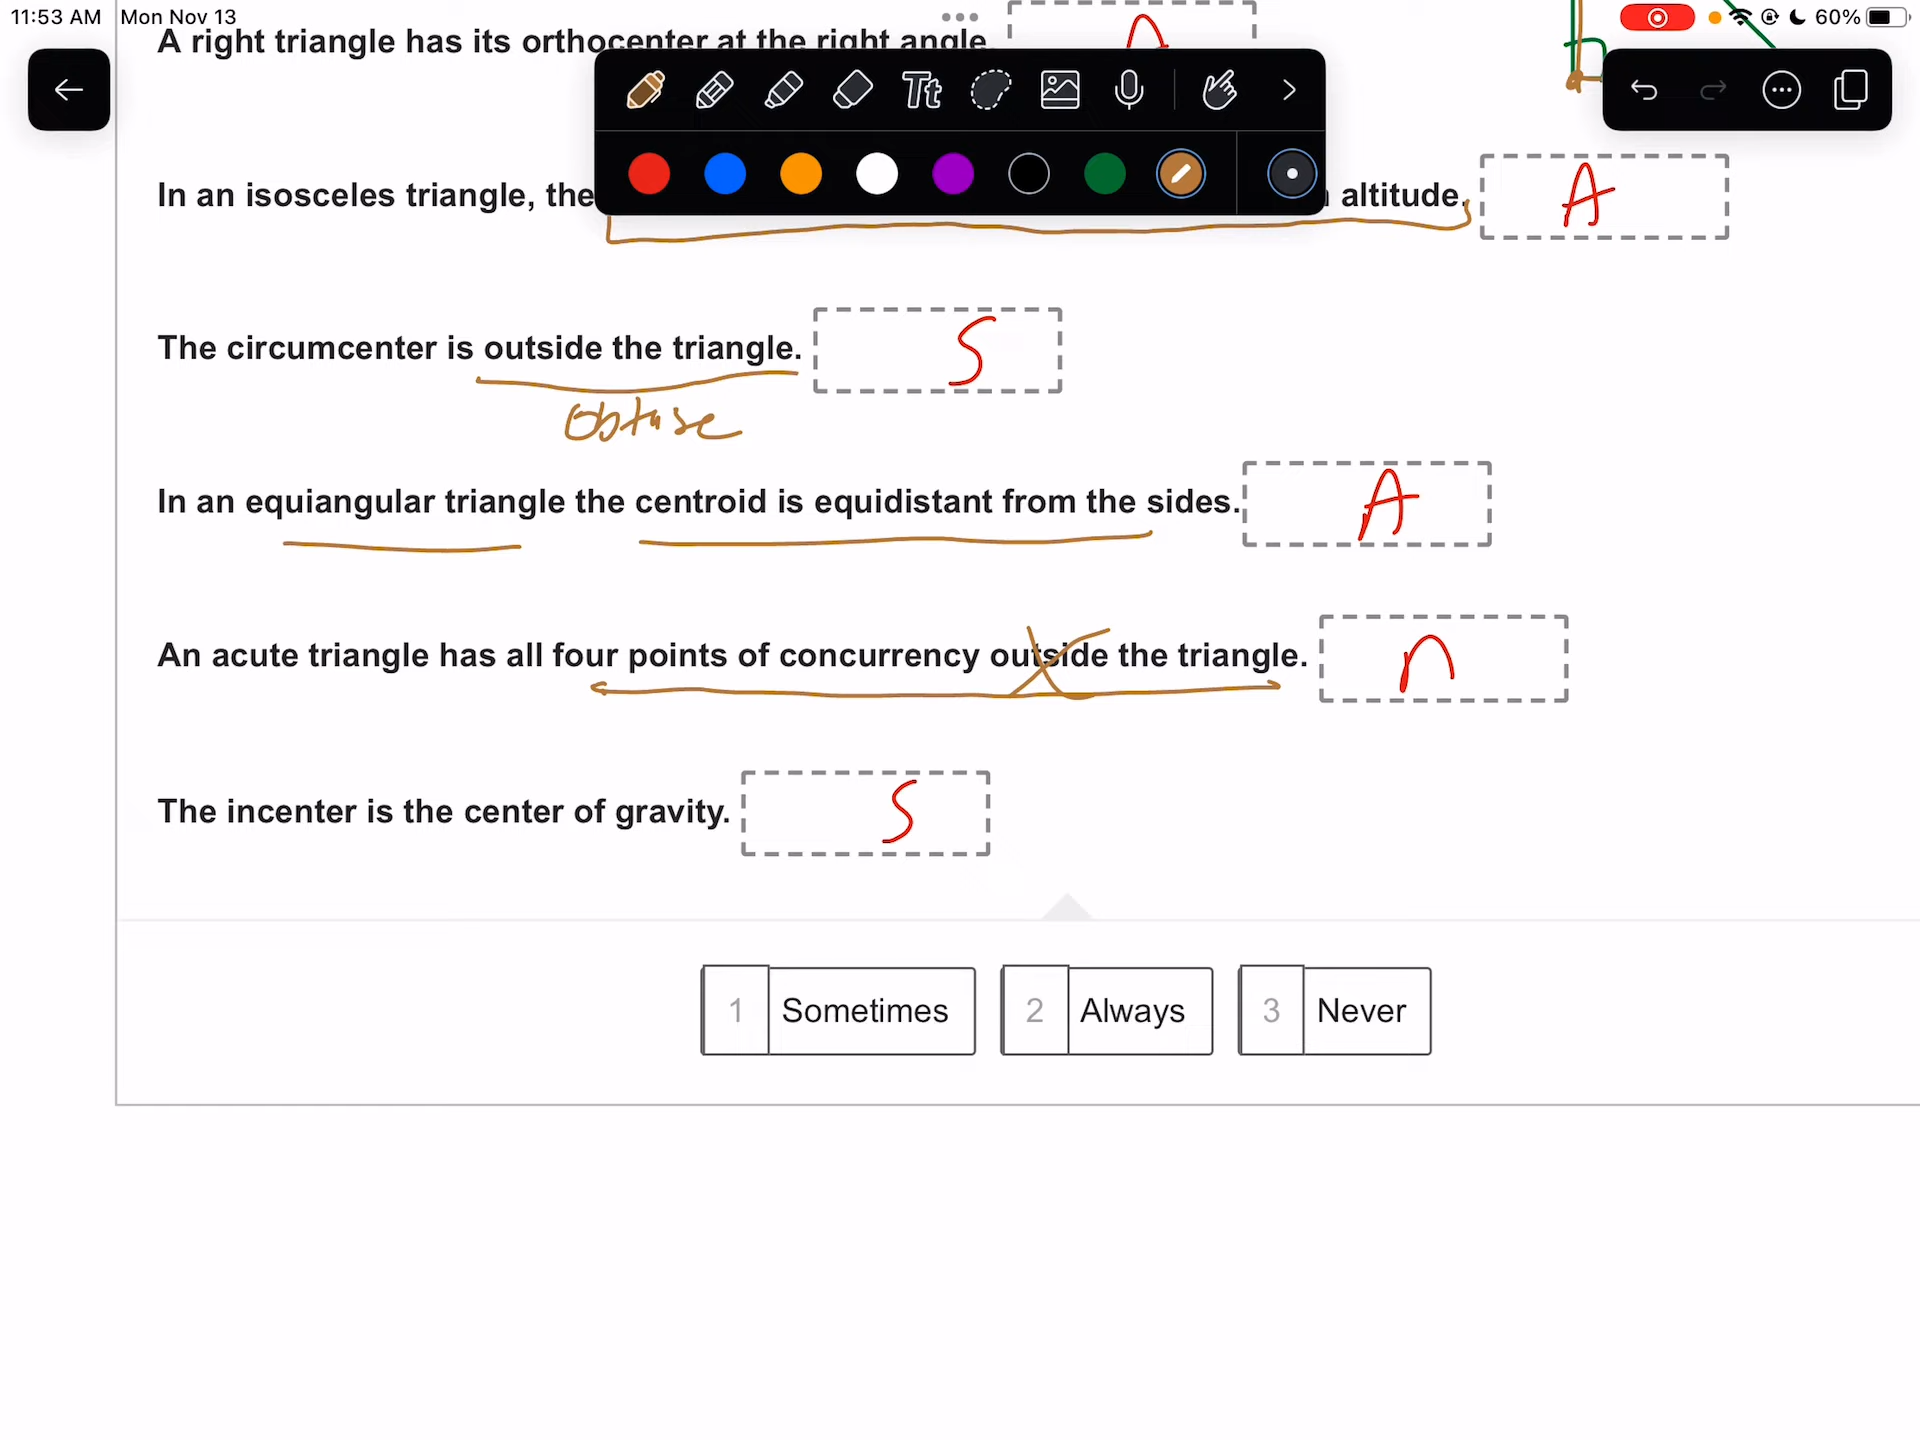 11:53 AM Mon Nov 13 60%
A right triangle has its orthocenter at the right angle. A
Tt
In an isosceles triangle, the altitude. A
The circumcenter is outside the triangle. S
obtuse
In an equiangular triangle the centroid is equidistant from the sides. A
An acute triangle has all four points of concurrency outside the triangle. n
The incenter is the center of gravity. S
1 Sometimes 2 Always 3 Never